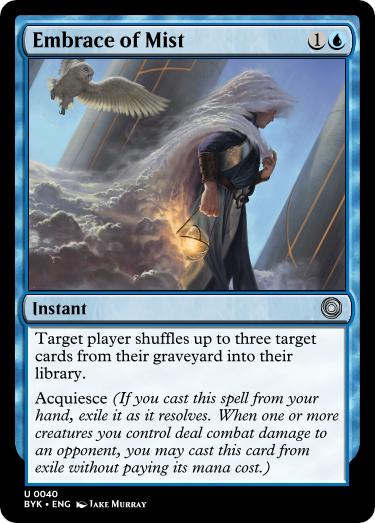 Embrace of Mist 1
Instant
Target player shuffles up to three target
cards from their graveyard into their
library.
Acquiesce (If you cast this spell from your
hand, exile it as it resolves. When one or more
creatures you control deal combat damage to
an opponent, you may cast this card from
exile without paying its mana cost.)
U 0040
BYK • ENG Jake Murray